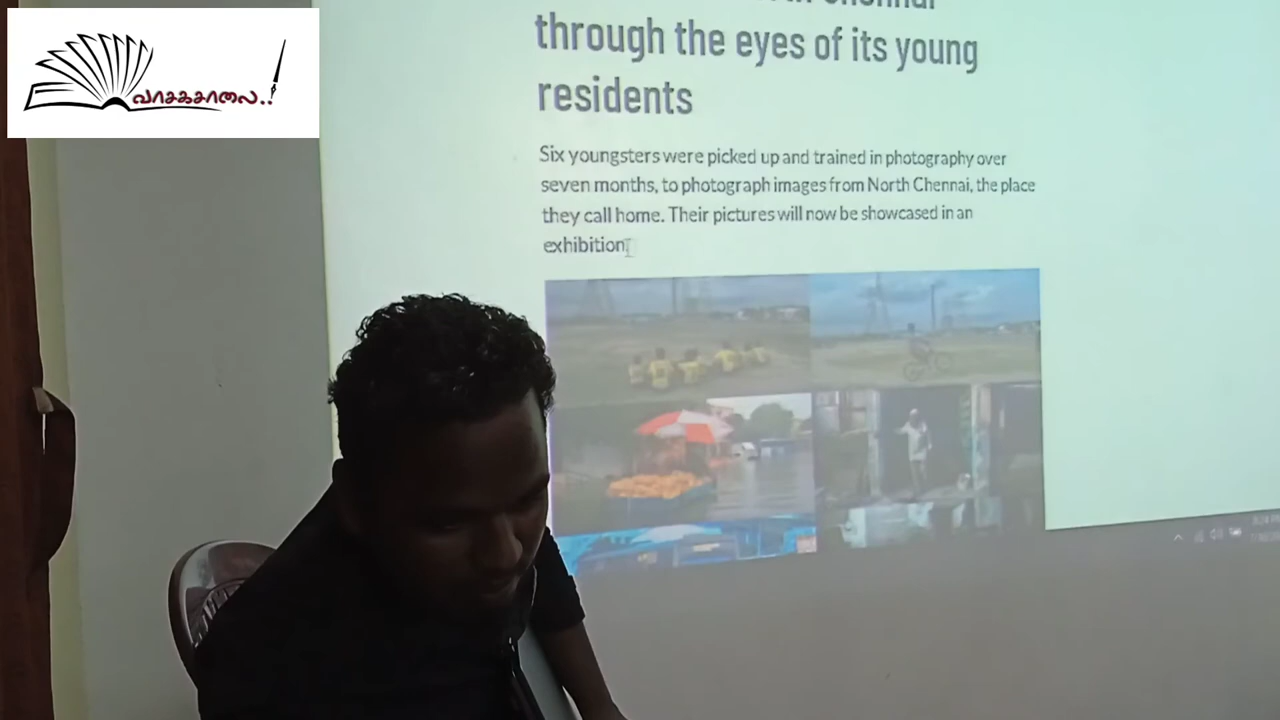 வாசகசாலை..!
through the eyes of its young
residents
Six youngsters were picked up and trained in photography over
seven months, to photograph images from North Chennai, the place
they call home. Their pictures will now be showcased in an
exhibition